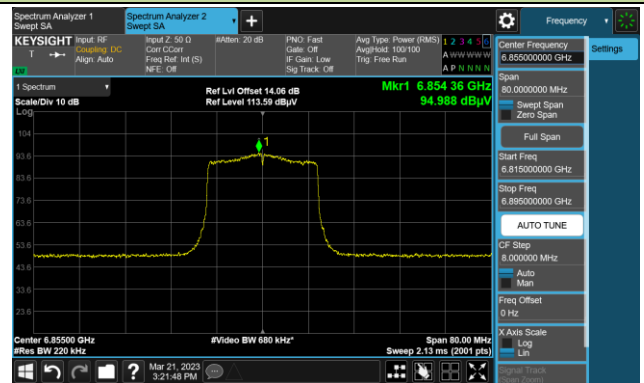 Spectrum Analyzer 1
Swept SA
Spectrum Analyzer 2
Swept SA
Frequency
KEYSIGHT
T
LW
Input: RF
Coupling: DC
Align: Auto
Input Z: 50 Ω
Corr CCorr
Freq Ref: Int (S)
NFE: Off
#Atten: 20 dB
PNO: Fast
Gate: Off
IF Gain: Low
Sig Track: Off
Avg Type: Power (RMS)
Avg|Hold: 100/100
Trig: Free Run
1 2 3 4 5 6
A W W W W W
A P N N N N
1 Spectrum
Scale/Div 10 dB
Log
Ref Lvl Offset 14.06 dB
Ref Level 113.59 dBμV
Mkr1 6.854 36 GHz
94.988 dBμV
1
104
93.6
83.6
73.6
63.6
53.6
43.6
33.6
23.6
Center 6.85500 GHz
#Res BW 220 kHz
#Video BW 680 kHz*
Span 80.00 MHz
Sweep 2.13 ms (2001 pts)
Mar 21, 2023
3:21:48 PM
Center Frequency
6.855000000 GHz
Span
80.0000000 MHz
Swept Span
Zero Span
Full Span
Start Freq
6.815000000 GHz
Stop Freq
6.895000000 GHz
AUTO TUNE
CF Step
8.000000 MHz
Auto
Man
Freq Offset
0 Hz
X Axis Scale
Log
Lin
Signal Track
(Span Zoom)
Settings